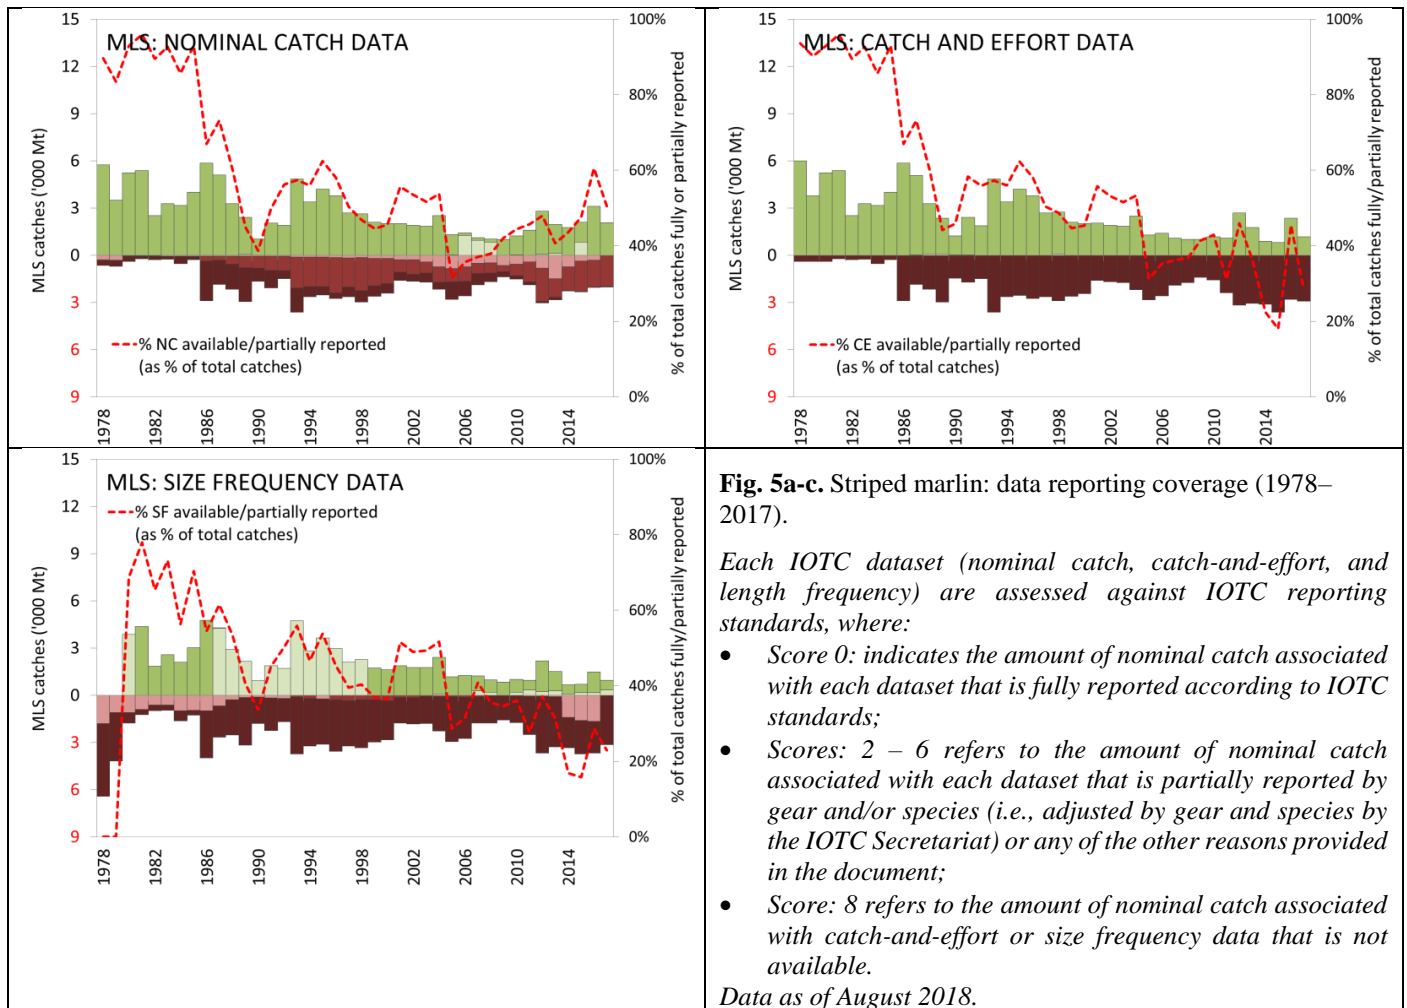 MLS: NOMINAL CATCH DATA
15
12
9
6
3
0
3
6
9
MLS catches ('000 Mt)
100%
80%
60%
40%
20%
0%
% of total catches fully or partially reported
% NC available/partially reported
(as % of total catches)
1978
1982
1986
1990
1994
1998
2002
2006
2010
2014
MLS: CATCH AND EFFORT DATA
15
12
9
6
3
0
3
6
9
MLS catches ('000 Mt)
100%
80%
60%
40%
20%
0%
% of total catches fully/partially reported
% CE available/partially reported
(as % of total catches)
1978
1982
1986
1990
1994
1998
2002
2006
2010
2014
MLS: SIZE FREQUENCY DATA
% SF available/partially reported
(as % of total catches)
15
12
9
6
3
0
3
6
9
MLS catches ('000 Mt)
100%
80%
60%
40%
20%
0%
% of total catches fully/partially reported
1978
1982
1986
1990
1994
1998
2002
2006
2010
2014
Fig. 5a-c. Striped marlin: data reporting coverage (1978–
2017).
Each IOTC dataset (nominal catch, catch-and-effort, and
length frequency) are assessed against IOTC reporting
standards, where:
• Score 0: indicates the amount of nominal catch associated
with each dataset that is fully reported according to IOTC
standards;
• Scores: 2 – 6 refers to the amount of nominal catch
associated with each dataset that is partially reported by
gear and/or species (i.e., adjusted by gear and species by
the IOTC Secretariat) or any of the other reasons provided
in the document;
• Score: 8 refers to the amount of nominal catch associated
with catch-and-effort or size frequency data that is not
available.
Data as of August 2018.